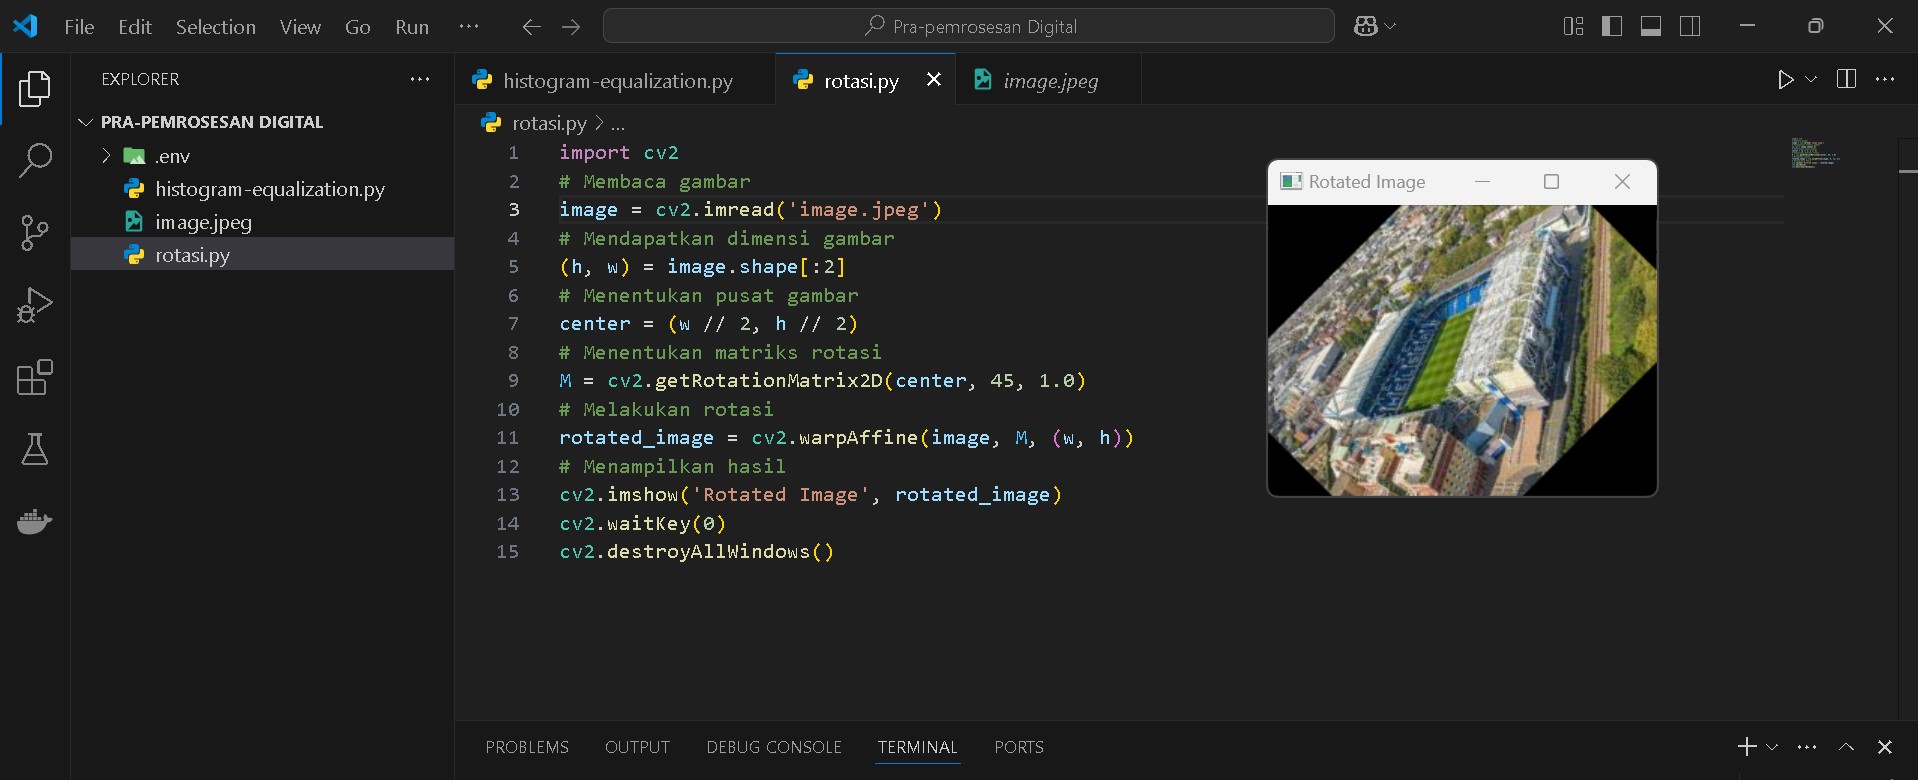 File Edit Selection View Go Run ··· Pra-pemrosesan Digital
EXPLORER ···
PRA-PEMROSESAN DIGITAL
.env
histogram-equalization.py
image.jpeg
rotasi.py
histogram-equalization.py rotasi.py image.jpeg
rotasi.py > ...
1 import cv2
2 # Membaca gambar
3 image = cv2.imread('image.jpeg')
4 # Mendapatkan dimensi gambar
5 (h, w) = image.shape[:2]
6 # Menentukan pusat gambar
7 center = (w // 2, h // 2)
8 # Menentukan matriks rotasi
9 M = cv2.getRotationMatrix2D(center, 45, 1.0)
10 # Melakukan rotasi
11 rotated_image = cv2.warpAffine(image, M, (w, h))
12 # Menampilkan hasil
13 cv2.imshow('Rotated Image', rotated_image)
14 cv2.waitKey(0)
15 cv2.destroyAllWindows()
Rotated Image
PROBLEMS OUTPUT DEBUG CONSOLE TERMINAL PORTS